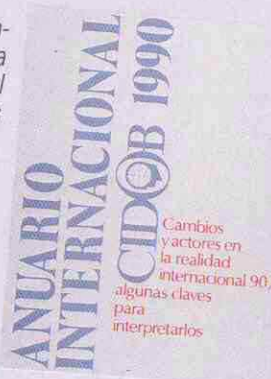 ANUARIO
INTERNACIONAL
CIDOB 1990
Cambios
y actores en
la realidad
internacional 90,
algunas claves
para
interpretarlos